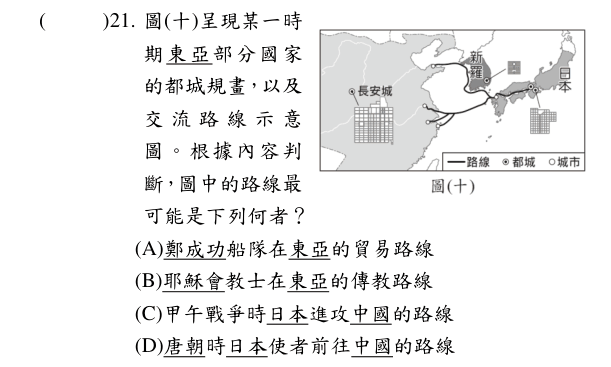 (　　)21. 圖(十)呈現某一時
期東亞部分國家
的都城規畫，以及
交流路線示意
圖。根據內容判
斷，圖中的路線最
可能是下列何者？
新羅
日本
長安城
路線 都城 城市
圖(十)
(A)鄭成功船隊在東亞的貿易路線
(B)耶穌會教士在東亞的傳教路線
(C)甲午戰爭時日本進攻中國的路線
(D)唐朝時日本使者前往中國的路線